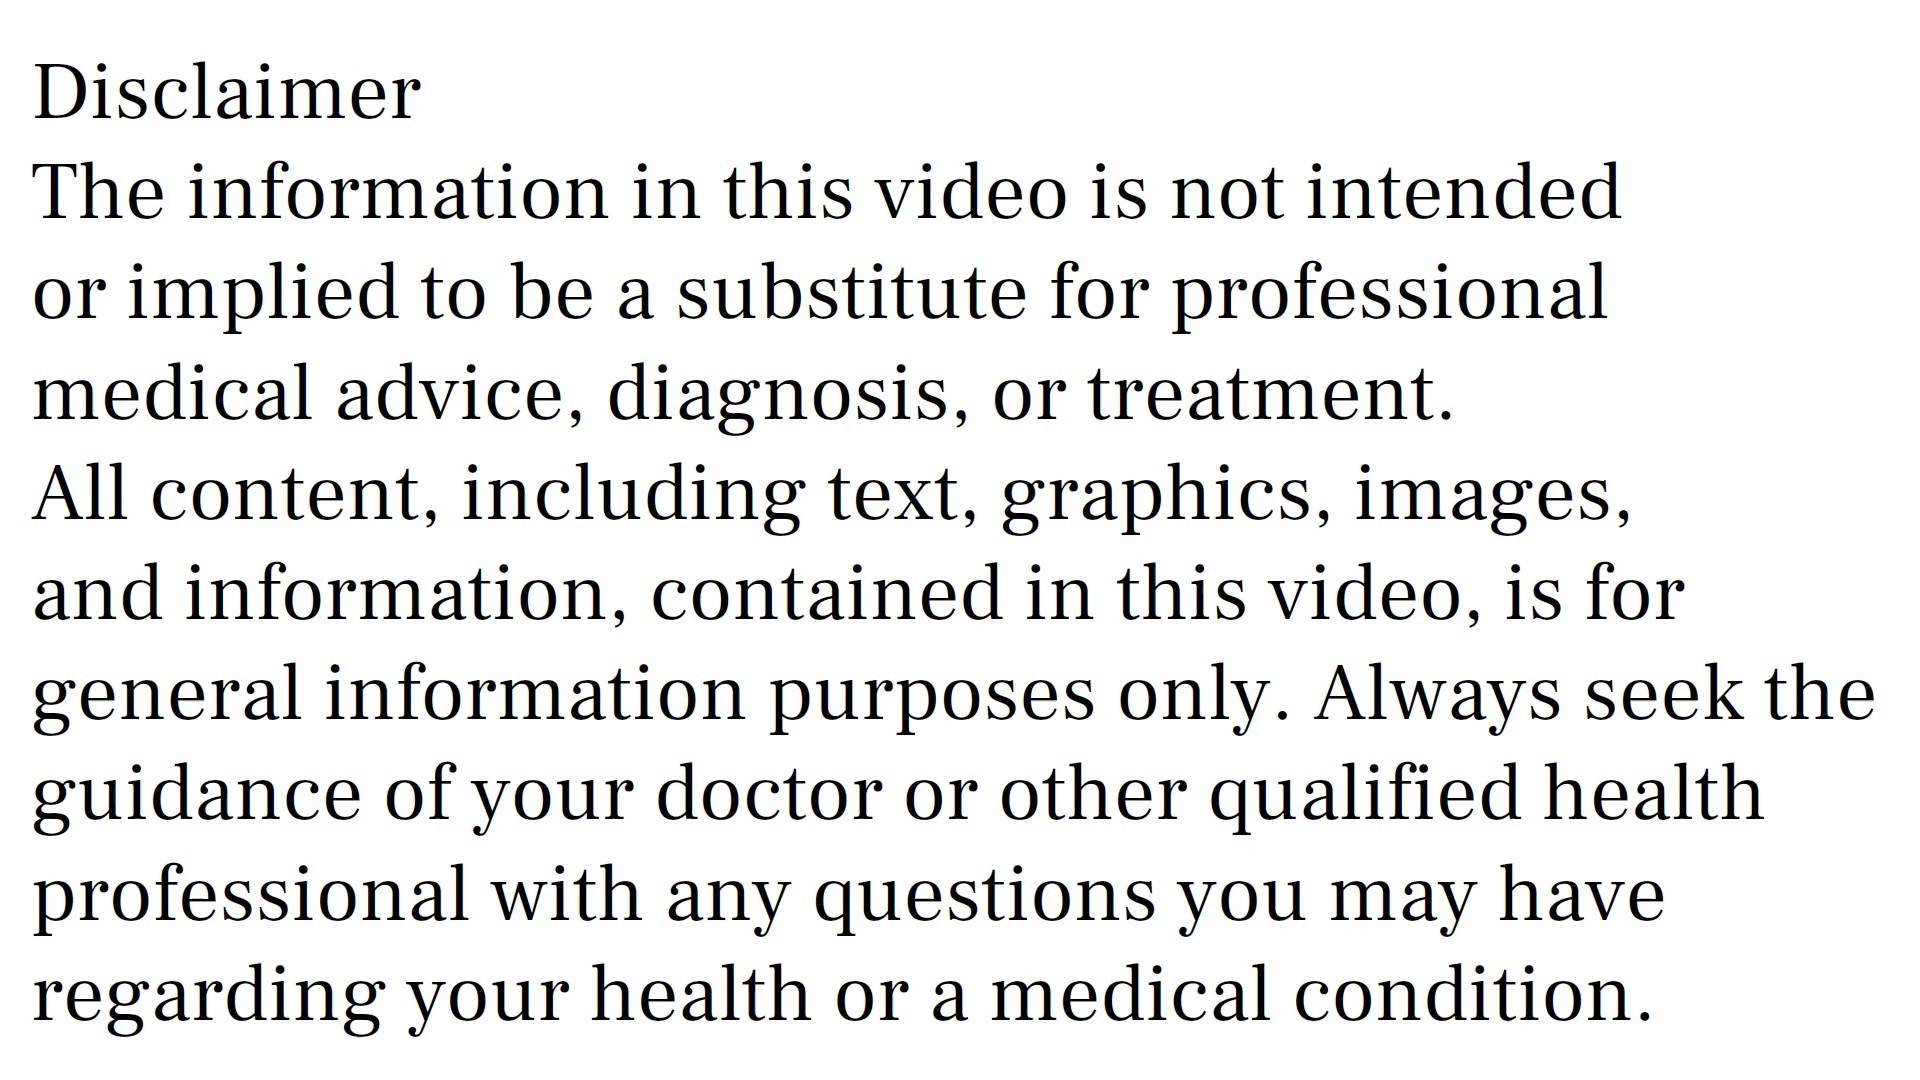 Disclaimer
The information in this video is not intended
or implied to be a substitute for professional
medical advice, diagnosis, or treatment.
All content, including text, graphics, images,
and information, contained in this video, is for
general information purposes only. Always seek the
guidance of your doctor or other qualified health
professional with any questions you may have
regarding your health or a medical condition.